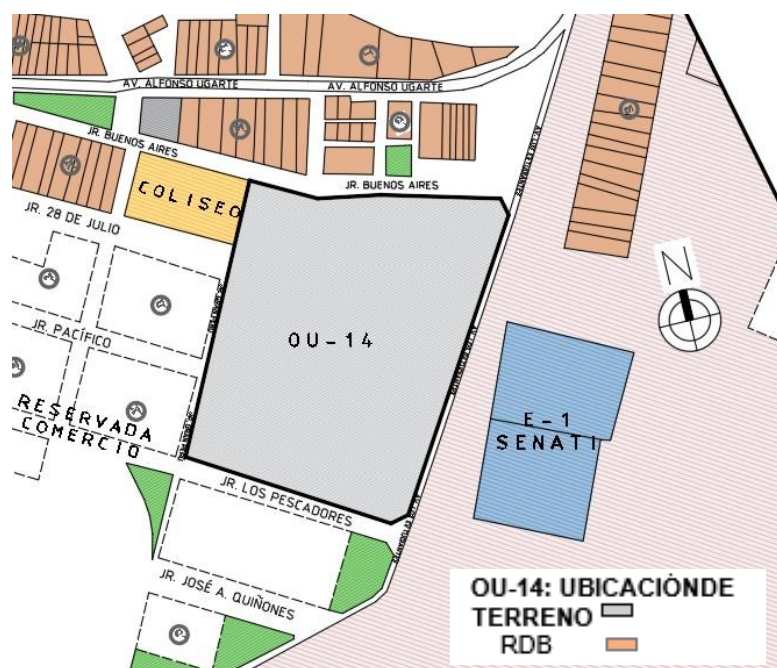 AV. ALFONSO UGARTE
AV. ALFONSO UGARTE
JR. BUENOS AIRES
JR. BUENOS AIRES
COLISEO
JR. 28 DE JULIO
N
OU-14
JR. PACÍFICO
RESERVADA
COMERCIO
E-1
SENATI
JR. LOS PESCADORES
JR. JOSÉ A. QUIÑONES
OU-14: UBICACIÒNDE
TERRENO
RDB